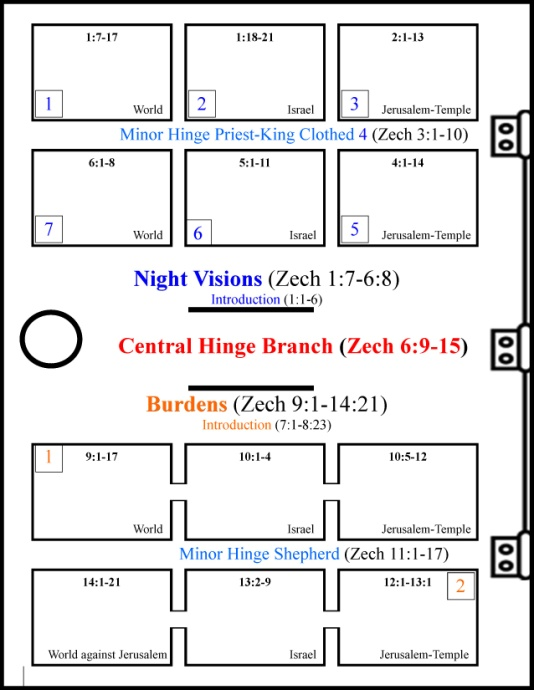 1:7-17
1:18-21
2:1-13
1
World
2
Israel
3
Jerusalem-Temple
Minor Hinge Priest-King Clothed 4 (Zech 3:1-10)
6:1-8
5:1-11
4:1-14
7
World
6
Israel
5
Jerusalem-Temple
Night Visions (Zech 1:7-6:8)
Introduction (1:1-6)
Central Hinge Branch (Zech 6:9-15)
Burdens (Zech 9:1-14:21)
Introduction (7:1-8:23)
1
9:1-17
10:1-4
10:5-12
World
Israel
Jerusalem-Temple
Minor Hinge Shepherd (Zech 11:1-17)
14:1-21
13:2-9
12:1-13:1
2
World against Jerusalem
Israel
Jerusalem-Temple